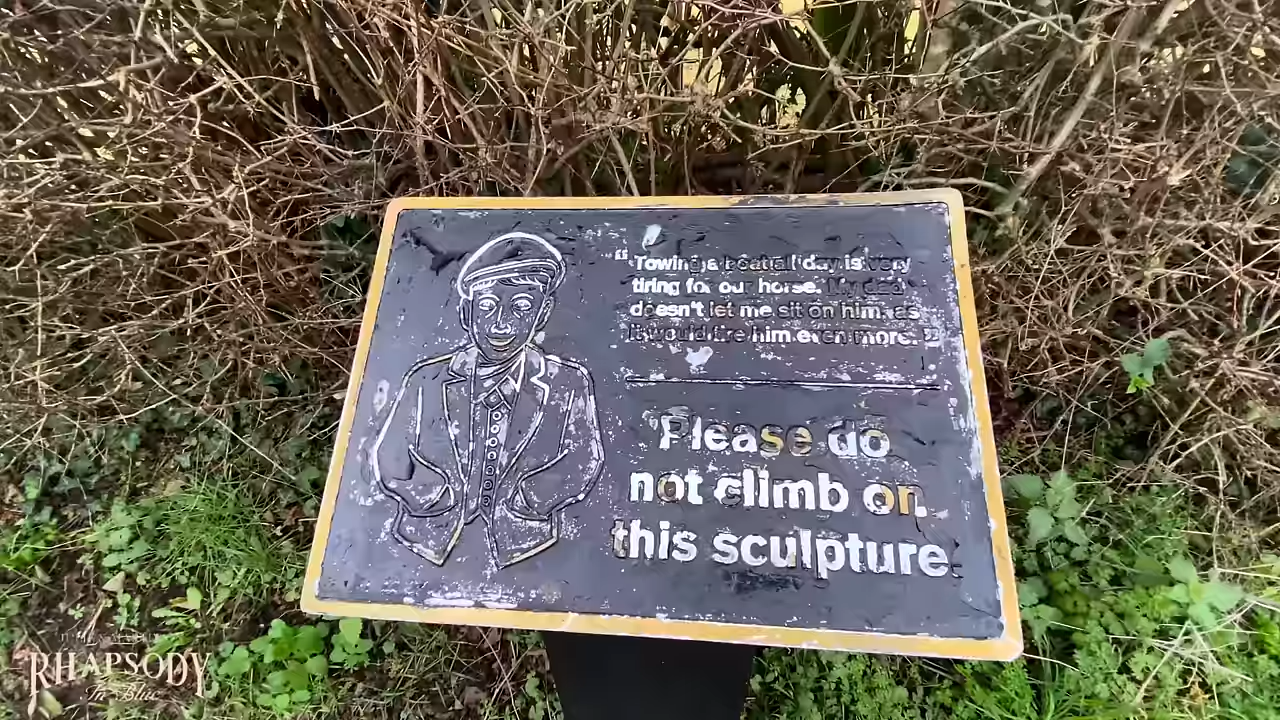 “Towing a boat all day is very
tiring for our horse. My dad
doesn't let me sit on him, as
it would tire him even more.”
Please do
not climb on
this sculpture.
RHAPSODY
In Blue